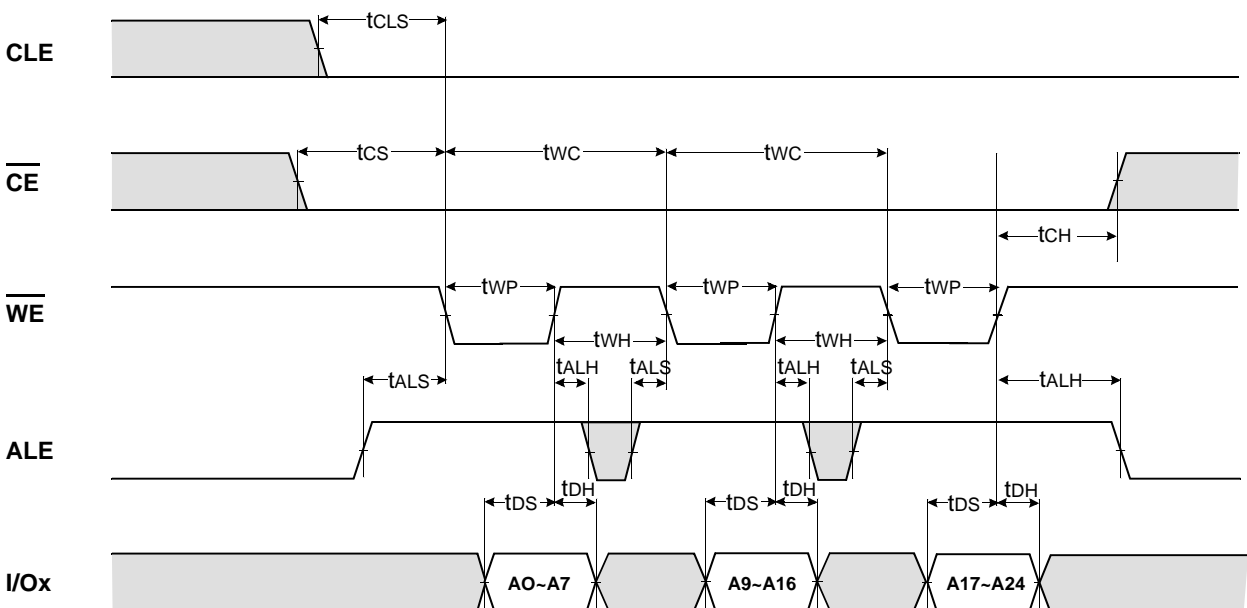 CLE
tCLS
CE
tCS
tWC
tWC
tCH
WE
tWP
tWP
tWP
tWH
tWH
tALS
tALH
tALS
tALH
tALS
tALH
ALE
tDS
tDH
tDS
tDH
tDS
tDH
I/Ox
AO~A7
A9~A16
A17~A24